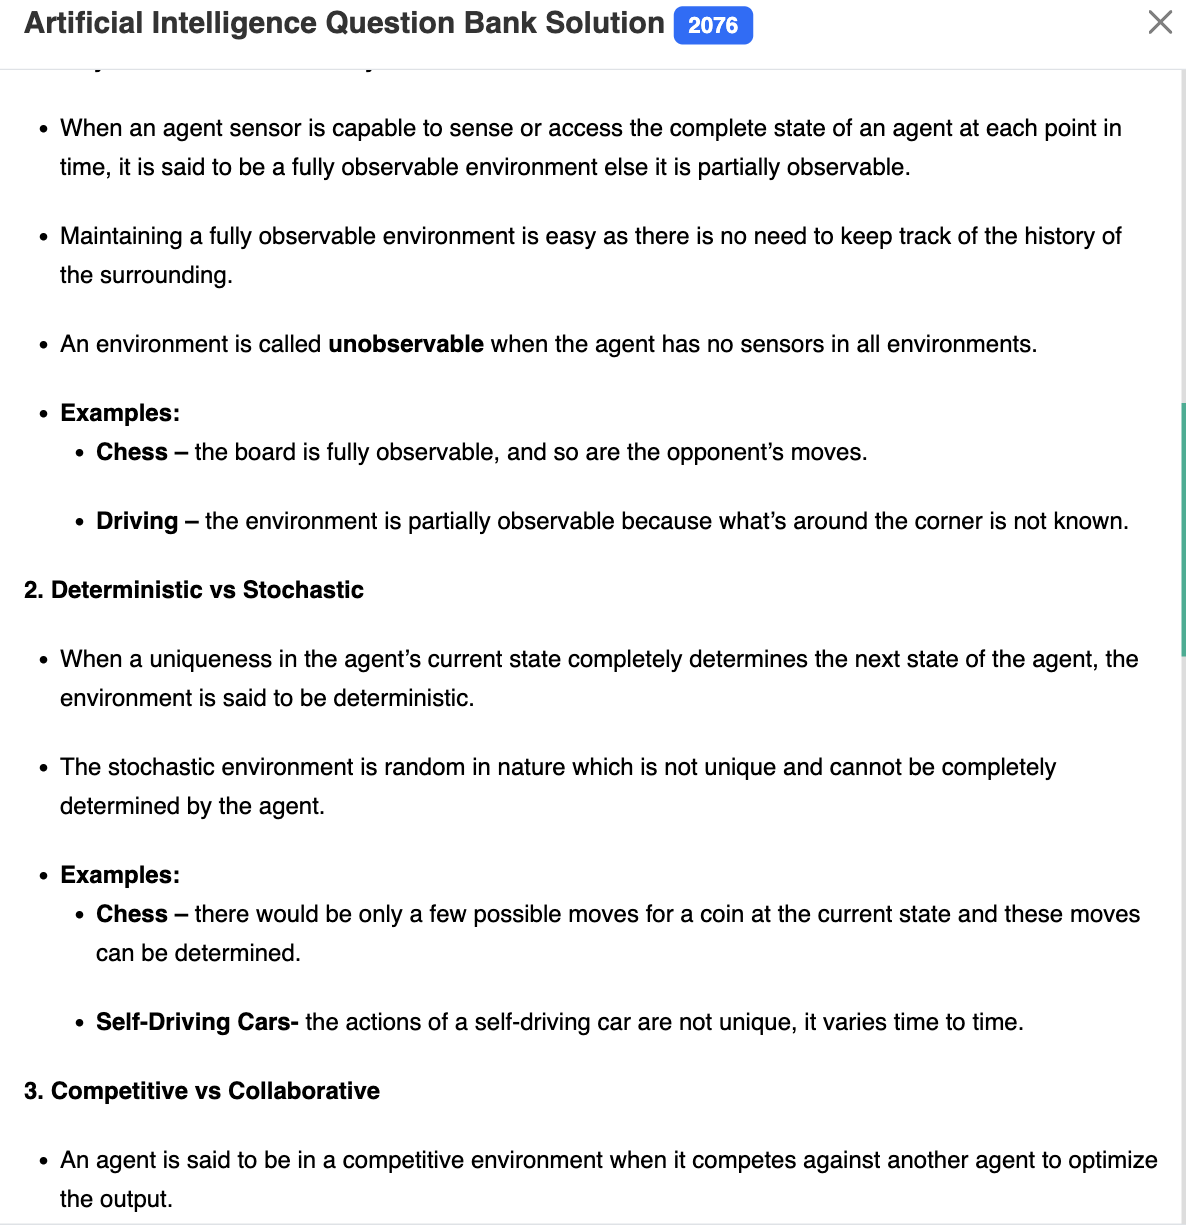 Artificial Intelligence Question Bank Solution 2076
• When an agent sensor is capable to sense or access the complete state of an agent at each point in
time, it is said to be a fully observable environment else it is partially observable.
• Maintaining a fully observable environment is easy as there is no need to keep track of the history of
the surrounding.
• An environment is called unobservable when the agent has no sensors in all environments.
• Examples:
• Chess – the board is fully observable, and so are the opponent’s moves.
• Driving – the environment is partially observable because what’s around the corner is not known.
2. Deterministic vs Stochastic
• When a uniqueness in the agent’s current state completely determines the next state of the agent, the
environment is said to be deterministic.
• The stochastic environment is random in nature which is not unique and cannot be completely
determined by the agent.
• Examples:
• Chess – there would be only a few possible moves for a coin at the current state and these moves
can be determined.
• Self-Driving Cars- the actions of a self-driving car are not unique, it varies time to time.
3. Competitive vs Collaborative
• An agent is said to be in a competitive environment when it competes against another agent to optimize
the output.